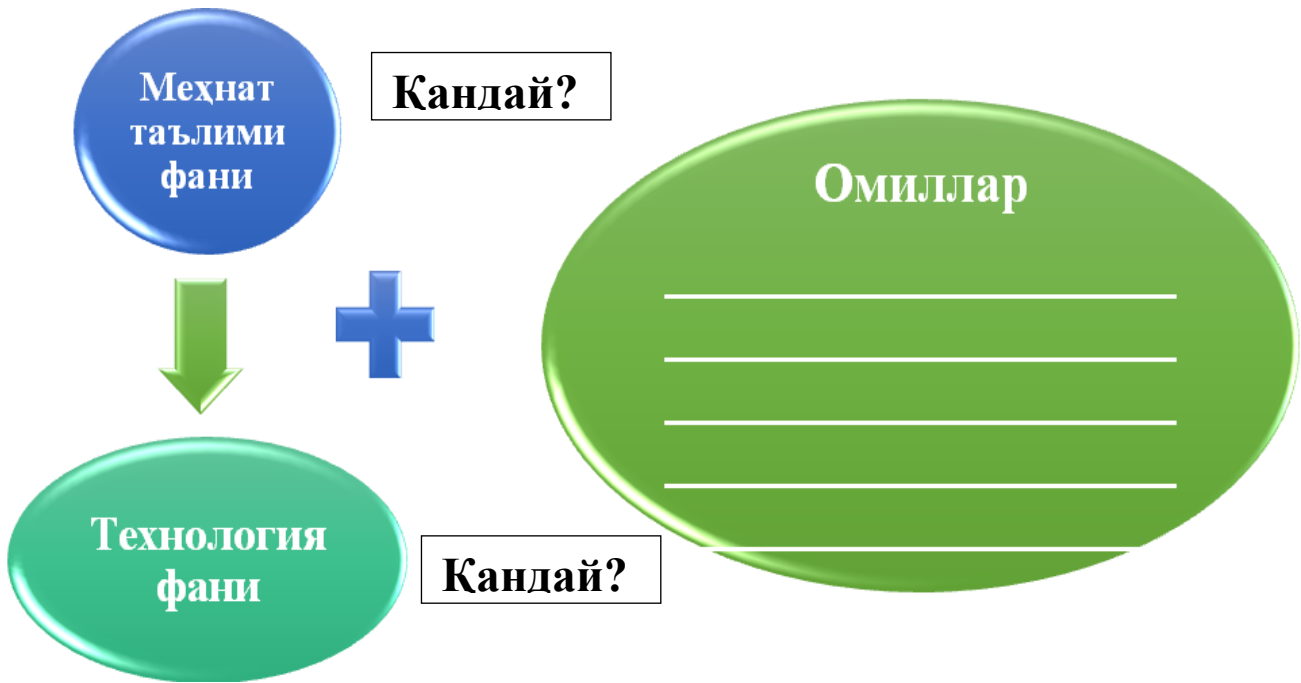 Меҳнат
таълими
фани
Қандай?
Омиллар
Технология
фани
Қандай?